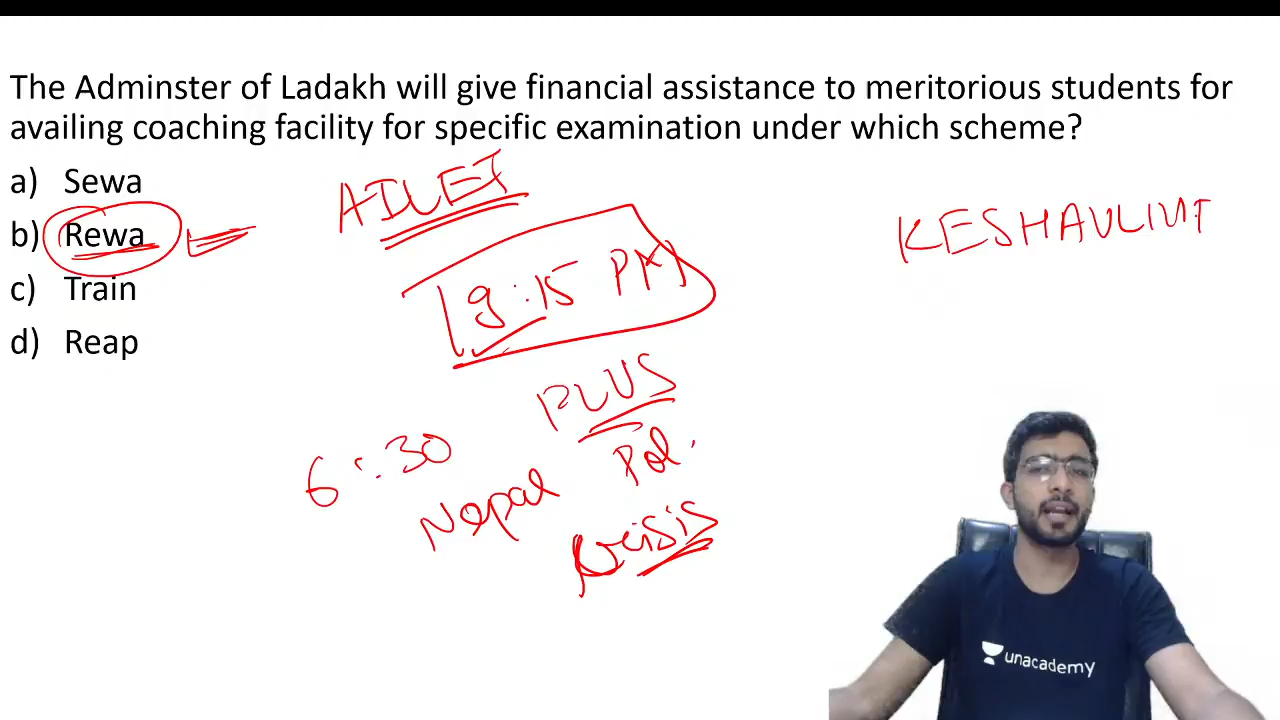 The Adminster of Ladakh will give financial assistance to meritorious students for
availing coaching facility for specific examination under which scheme?
a) Sewa
b) Rewa
c) Train
d) Reap
AILET
9:15 PM
PLUS
6:30
Nepal Pol.
Crisis
KESHAVLIVE
unacademy